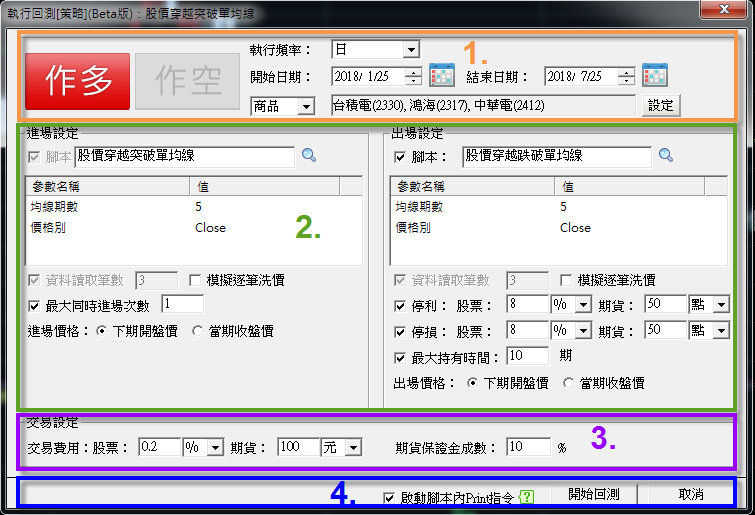 執行回測[策略](Beta版)：股價穿越突破單均線
作多 作空
執行頻率： 日 1.
開始日期： 2018/ 1/25 結束日期： 2018/ 7/25
商品 台積電(2330), 鴻海(2317), 中華電(2412) 設定
進場設定
腳本 股價穿越突破單均線
參數名稱 值
均線期數 5
價格別 Close
2.
資料讀取筆數 3 模擬逐筆洗價
最大同時進場次數 1
進場價格： 下期開盤價 當期收盤價
出場設定
腳本： 股價穿越跌破單均線
參數名稱 值
均線期數 5
價格別 Close
資料讀取筆數 3 模擬逐筆洗價
停利： 股票： 8 % 期貨： 50 點
停損： 股票： 8 % 期貨： 50 點
最大持有時間： 10 期
出場價格： 下期開盤價 當期收盤價
交易設定
交易費用：股票： 0.2 % 期貨： 100 元 期貨保證金成數： 10 % 3.
4. 啟動腳本內Print指令 ? 開始回測 取消